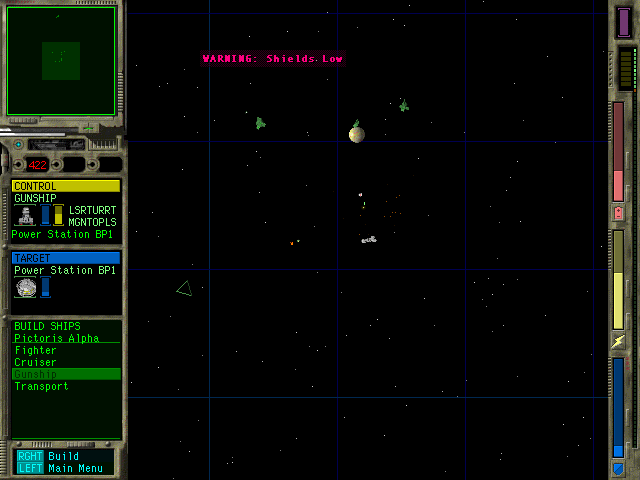 WARNING: Shields Low
422
CONTROL
GUNSHIP
LSRTURRT
MGNTOPLS
Power Station BP1
TARGET
Power Station BP1
BUILD SHIPS
Pictoris Alpha
Fighter
Cruiser
Gunship
Transport
RGHT Build
LEFT Main Menu